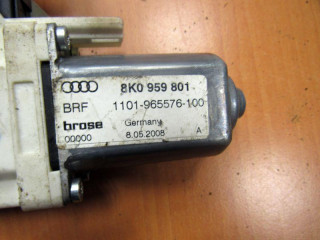 8K0 959 801
BRF 1101-965576-100
brose Germany
00000 8.05.2008 A